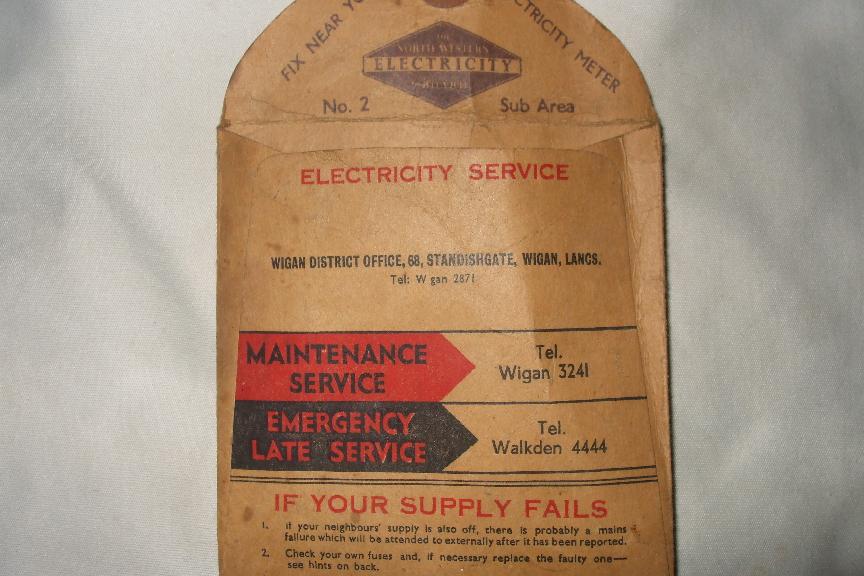 FIX NEAR
ELECTRICITY METER
THE
NORTH WESTERN
ELECTRICITY
BOARD
No. 2 Sub Area
ELECTRICITY SERVICE
WIGAN DISTRICT OFFICE, 68, STANDISHGATE, WIGAN, LANCS.
Tel: W gan 2871
MAINTENANCE
SERVICE
Tel.
Wigan 3241
EMERGENCY
LATE SERVICE
Tel.
Walkden 4444
IF YOUR SUPPLY FAILS
1. If your neighbours' supply is also off, there is probably a mains
failure which will be attended to externally after it has been reported.
2. Check your own fuses and, if necessary replace the faulty one—
see hints on back.